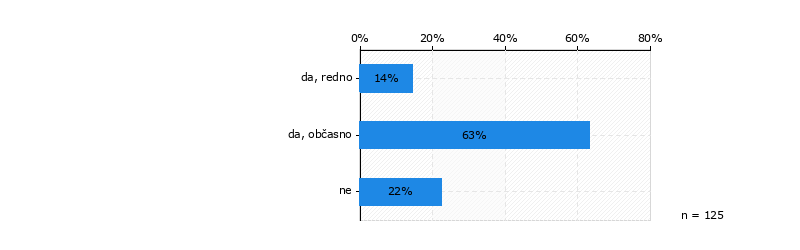 0% 20% 40% 60% 80%
da, redno 14%
da, občasno 63%
ne 22%
n = 125